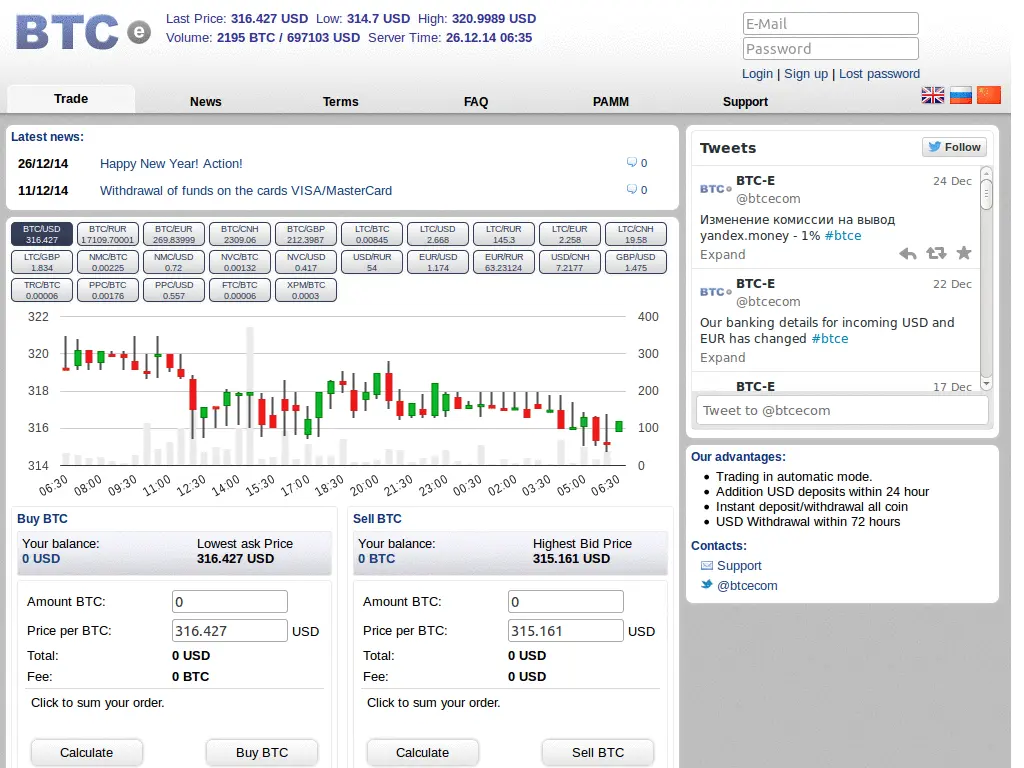 BTC e
Last Price: 316.427 USD Low: 314.7 USD High: 320.9989 USD
Volume: 2195 BTC / 697103 USD Server Time: 26.12.14 06:35
E-Mail
Password
Login | Sign up | Lost password
Trade News Terms FAQ PAMM Support
Latest news:
26/12/14 Happy New Year! Action! 0
11/12/14 Withdrawal of funds on the cards VISA/MasterCard 0
BTC/USD BTC/RUR BTC/EUR BTC/CNH BTC/GBP LTC/BTC LTC/USD LTC/RUR LTC/EUR LTC/CNH
316.427 17109.70001 269.83999 2309.06 212.3987 0.00845 2.668 145.3 2.258 19.58
LTC/GBP NMC/BTC NMC/USD NVC/BTC NVC/USD USD/RUR EUR/USD EUR/RUR USD/CNH GBP/USD
1.834 0.00225 0.72 0.00132 0.417 54 1.174 63.23124 7.2177 1.475
TRC/BTC PPC/BTC PPC/USD FTC/BTC XPM/BTC
0.00006 0.00176 0.557 0.00006 0.0003
322 400
320 300
318 200
316 100
314 0
06:30 08:00 09:30 11:00 12:30 14:00 15:30 17:00 18:30 20:00 21:30 23:00 00:30 02:00 03:30 05:00 06:30
Buy BTC
Your balance: Lowest ask Price
0 USD 316.427 USD
Amount BTC: 0
Price per BTC: 316.427 USD
Total: 0 USD
Fee: 0 BTC
Click to sum your order.
Calculate Buy BTC
Sell BTC
Your balance: Highest Bid Price
0 BTC 315.161 USD
Amount BTC: 0
Price per BTC: 315.161 USD
Total: 0 USD
Fee: 0 USD
Click to sum your order.
Calculate Sell BTC
Tweets Follow
BTC e BTC-E 24 Dec
@btcecom
Изменение комиссии на вывод
yandex.money - 1% #btce
Expand
BTC e BTC-E 22 Dec
@btcecom
Our banking details for incoming USD and
EUR has changed #btce
Expand
BTC-E 17 Dec
Tweet to @btcecom
Our advantages:
Trading in automatic mode.
Addition USD deposits within 24 hour
Instant deposit/withdrawal all coin
USD Withdrawal within 72 hours
Contacts:
Support
@btcecom